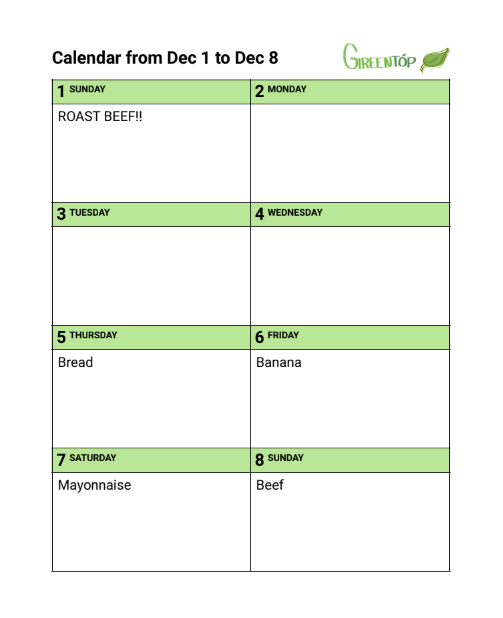 Calendar from Dec 1 to Dec 8
GREENTÓP
1 SUNDAY
2 MONDAY
ROAST BEEF!!
3 TUESDAY
4 WEDNESDAY
5 THURSDAY
6 FRIDAY
Bread
Banana
7 SATURDAY
8 SUNDAY
Mayonnaise
Beef